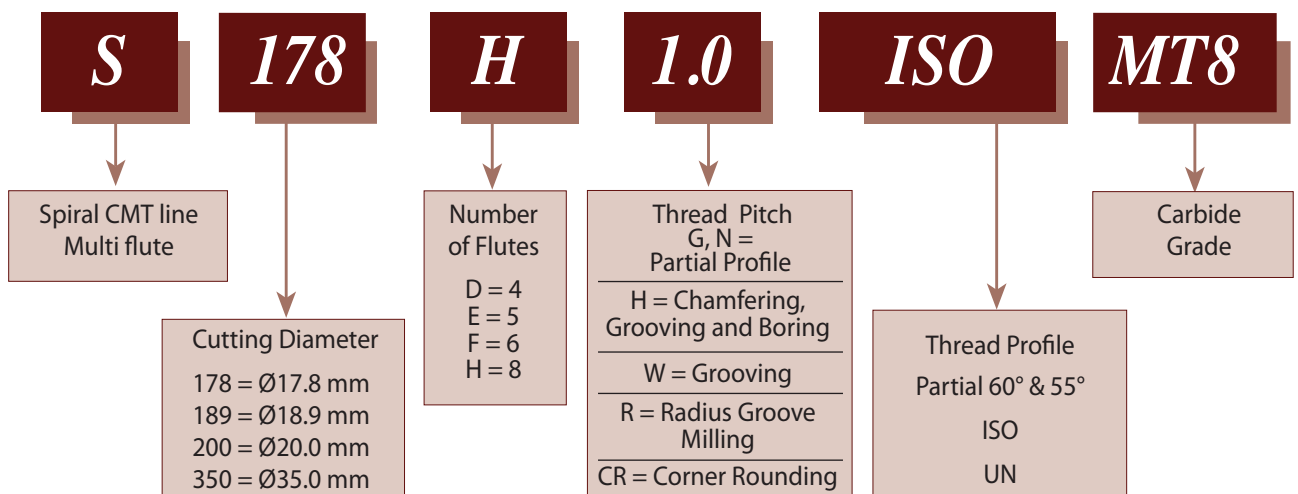 S 178 H 1.0 ISO MT8
Spiral CMT line
Multi flute
Cutting Diameter
178 = Ø17.8 mm
189 = Ø18.9 mm
200 = Ø20.0 mm
350 = Ø35.0 mm
Number
of Flutes
D = 4
E = 5
F = 6
H = 8
Thread Pitch
G, N =
Partial Profile
H = Chamfering,
Grooving and Boring
W = Grooving
R = Radius Groove
Milling
CR = Corner Rounding
Thread Profile
Partial 60° & 55°
ISO
UN
Carbide
Grade